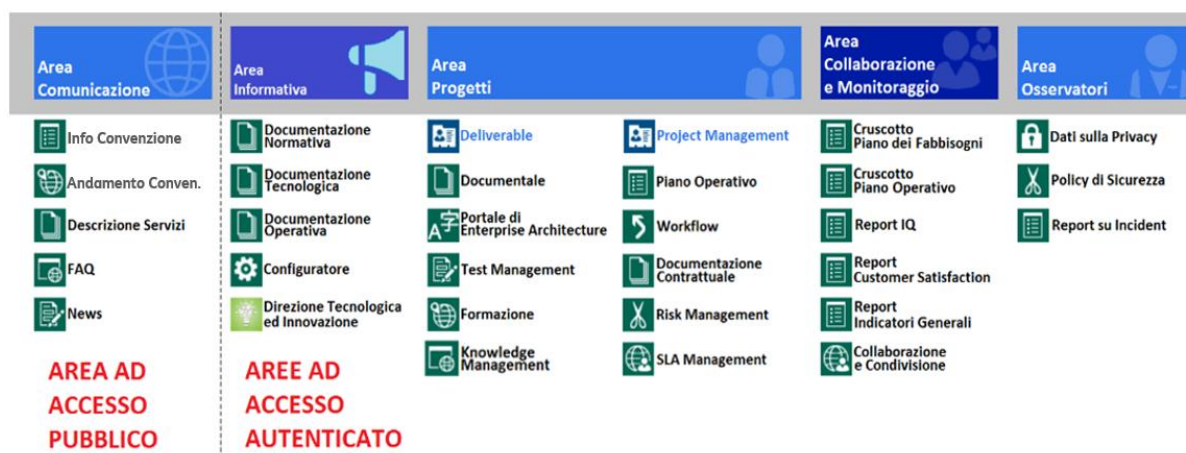 Area
Comunicazione
Info Convenzione
Andamento Conven.
Descrizione Servizi
FAQ
News
AREA AD
ACCESSO
PUBBLICO
Area
Informativa
Documentazione
Normativa
Documentazione
Tecnologica
Documentazione
Operativa
Configuratore
Direzione Tecnologica
ed Innovazione
AREE AD
ACCESSO
AUTENTICATO
Area
Progetti
Deliverable
Documentale
A字
Portale di
Enterprise Architecture
Test Management
Formazione
Knowledge
Management
Project Management
Piano Operativo
Workflow
Documentazione
Contrattuale
Risk Management
SLA Management
Area
Collaborazione
e Monitoraggio
Cruscotto
Piano dei Fabbisogni
Cruscotto
Piano Operativo
Report IQ
Report
Customer Satisfaction
Report
Indicatori Generali
Collaborazione
e Condivisione
Area
Osservatori
Dati sulla Privacy
Policy di Sicurezza
Report su Incident